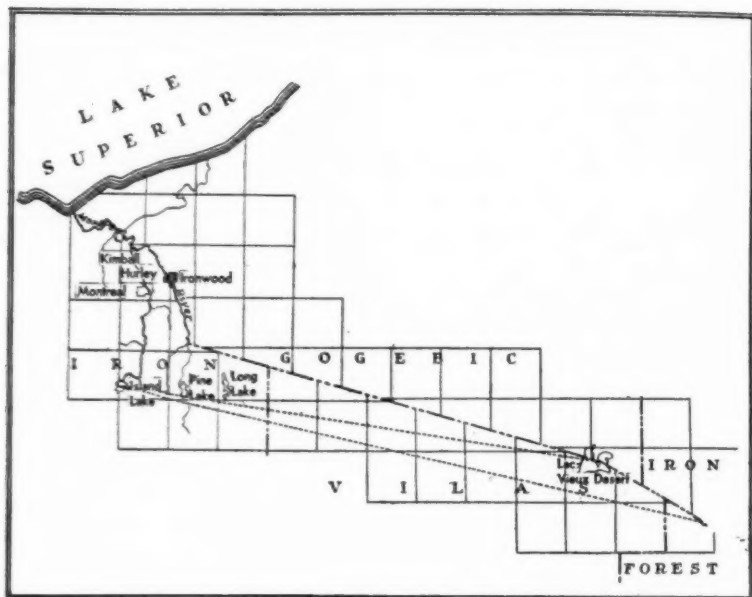 LAKE
SUPERIOR
Kimball
Hurley
Ironwood
Montreal
River
GOGEBIC
IRON
Island
Lake
Pine
Lake
Long
Lake
Lac
Vieux Desert
IRON
VILAS
FOREST